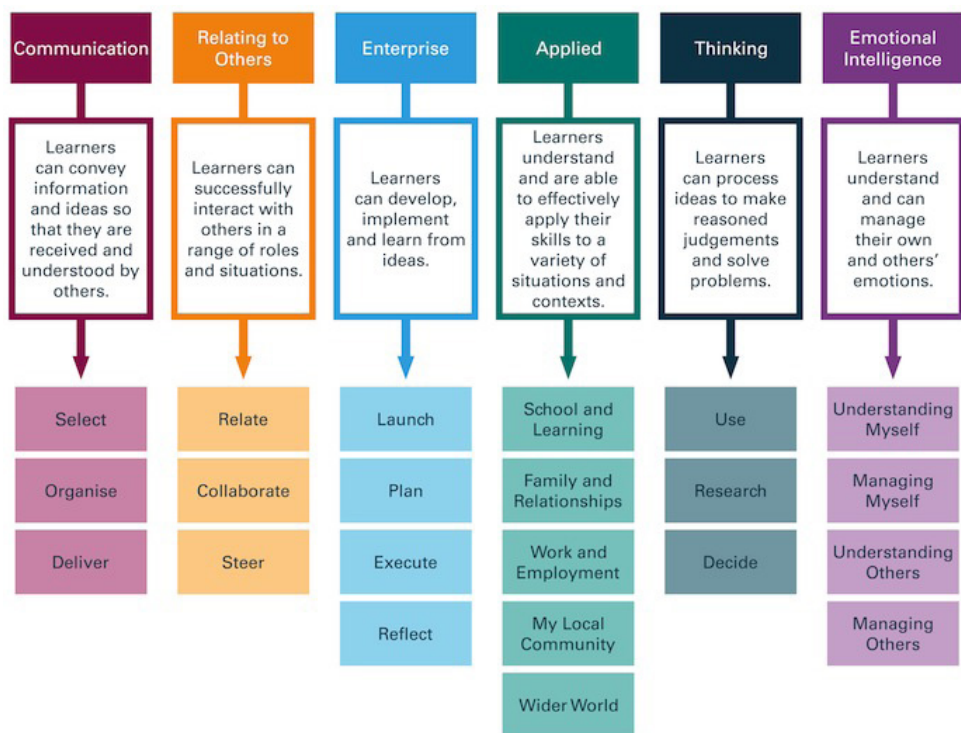 Communication
Learners
can convey
information
and ideas so
that they are
received and
understood by
others.
Select
Organise
Deliver
Relating to
Others
Learners can
successfully
interact with
others in a
range of roles
and situations.
Relate
Collaborate
Steer
Enterprise
Learners
can develop,
implement
and learn from
ideas.
Launch
Plan
Execute
Reflect
Applied
Learners
understand
and are able
to effectively
apply their
skills to a
variety of
situations and
contexts.
School and
Learning
Family and
Relationships
Work and
Employment
My Local
Community
Wider World
Thinking
Learners
can process
ideas to make
reasoned
judgements
and solve
problems.
Use
Research
Decide
Emotional
Intelligence
Learners
understand
and can
manage
their own
and others’
emotions.
Understanding
Myself
Managing
Myself
Understanding
Others
Managing
Others